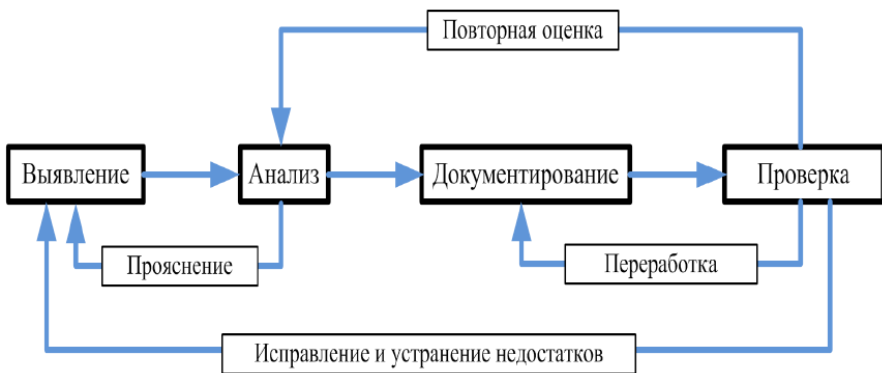 Повторная оценка
Выявление
Анализ
Документирование
Проверка
Прояснение
Переработка
Исправление и устранение недостатков